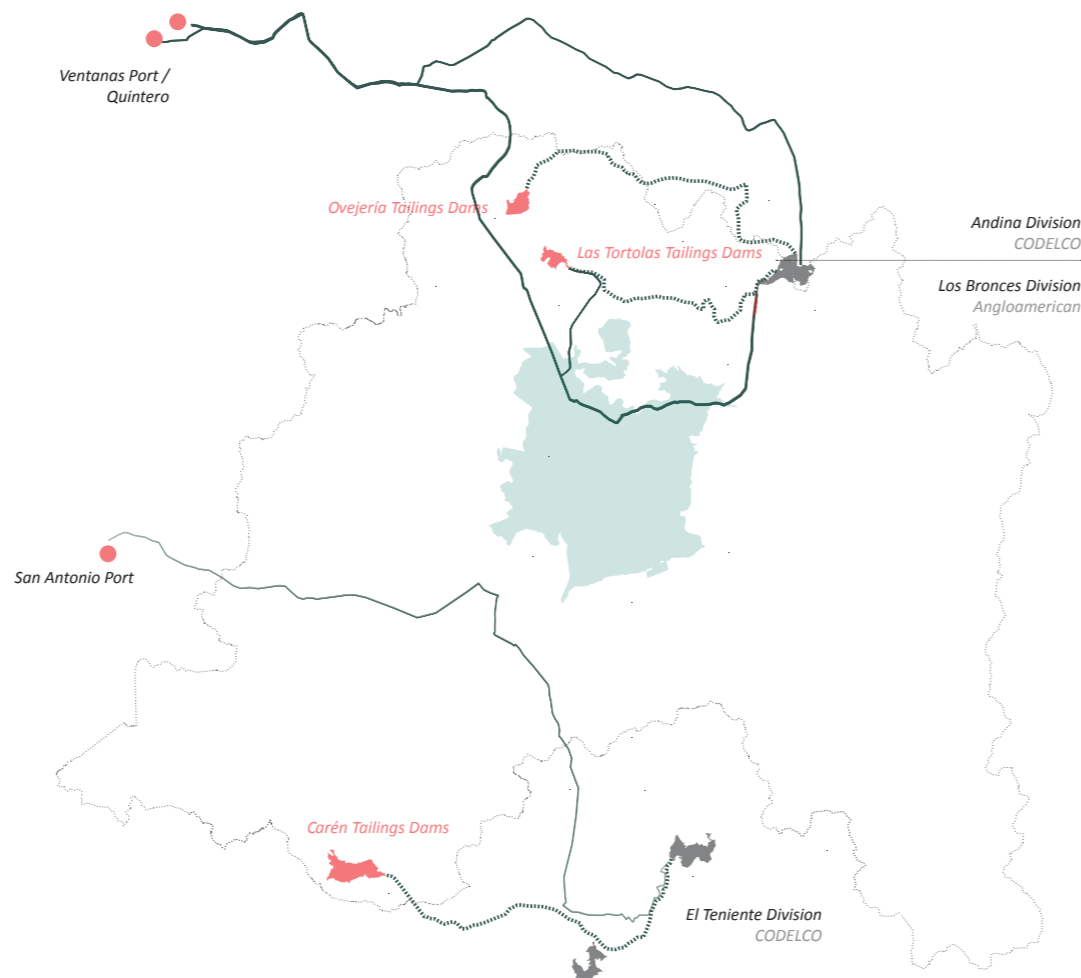 Ventanas Port /
Quintero
Ovejería Tailings Dams
Las Tortolas Tailings Dams
Andina Division
CODELCO
Los Bronces Division
Angloamerican
San Antonio Port
Carén Tailings Dams
El Teniente Division
CODELCO